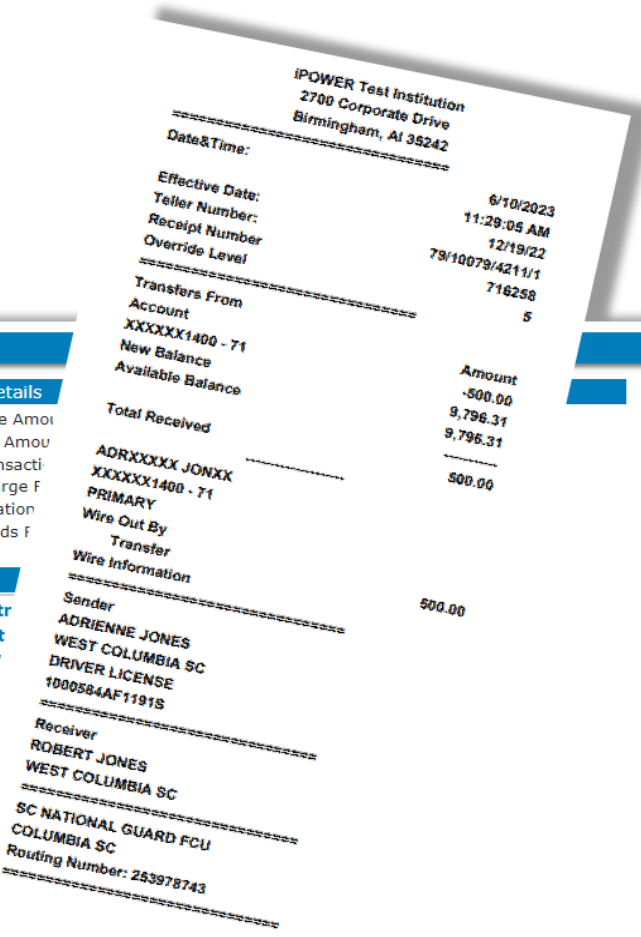 iPOWER Test Institution
2700 Corporate Drive
Birmingham, Al 35242
================================
Date&Time: 6/10/2023
11:29:05 AM
Effective Date: 12/19/22
Teller Number: 79/10079/4211/1
Receipt Number 716258
Override Level 5
================================
Transfers From
Account Amount
XXXXXX1400 - 71 -500.00
New Balance 9,796.31
Available Balance 9,796.31
Total Received 500.00
ADRXXXXX JONXX
XXXXXX1400 - 71
PRIMARY
Wire Out By
Transfer 500.00
Wire Information
================================
Sender
ADRIENNE JONES
WEST COLUMBIA SC
DRIVER LICENSE
1000584AF1191S
================================
Receiver
ROBERT JONES
WEST COLUMBIA SC
================================
SC NATIONAL GUARD FCU
COLUMBIA SC
Routing Number: 253978743
================================
etails
e Amou
Amou
nsacti
rge F
ation
ds F
tr
t